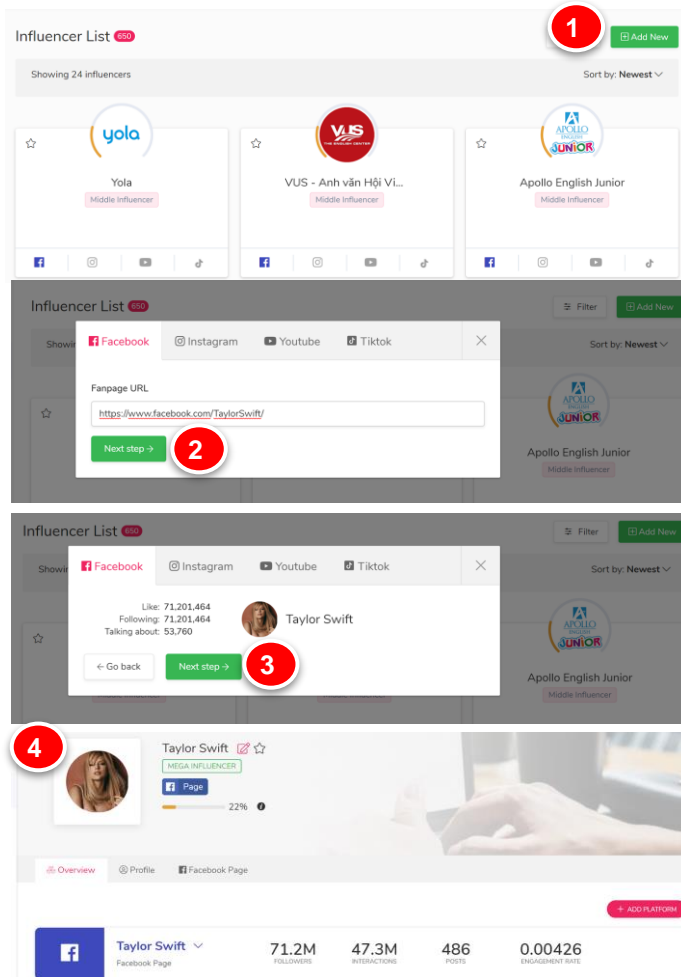 Influencer List 650
1
Add New
Showing 24 influencers
Sort by: Newest
yola
VUS
THE ENGLISH CENTER
APOLLO
ENGLISH
JUNIOR
Yola
VUS - Anh văn Hội Vi...
Apollo English Junior
Middle Influencer
Middle Influencer
Middle Influencer
Influencer List 650
Filter
Add New
Showin
Facebook
Instagram
Youtube
Tiktok
Sort by: Newest
Fanpage URL
https://www.facebook.com/TaylorSwift/
APOLLO
JUNIOR
Next step →
2
Apollo English Junior
Middle Influencer
Influencer List 650
Filter
Add New
Showin
Facebook
Instagram
Youtube
Tiktok
Sort by: Newest
Like: 71,201,464
Following: 71,201,464
Talking about: 53,760
Taylor Swift
APOLLO
JUNIOR
← Go back
Next step →
3
Apollo English Junior
Middle Influencer
4
Taylor Swift
MEGA INFLUENCER
Page
22%
Overview
Profile
Facebook Page
+ ADD PLATFORM
Taylor Swift
Facebook Page
71.2M
FOLLOWERS
47.3M
INTERACTIONS
486
POSTS
0.00426
ENGAGEMENT RATE